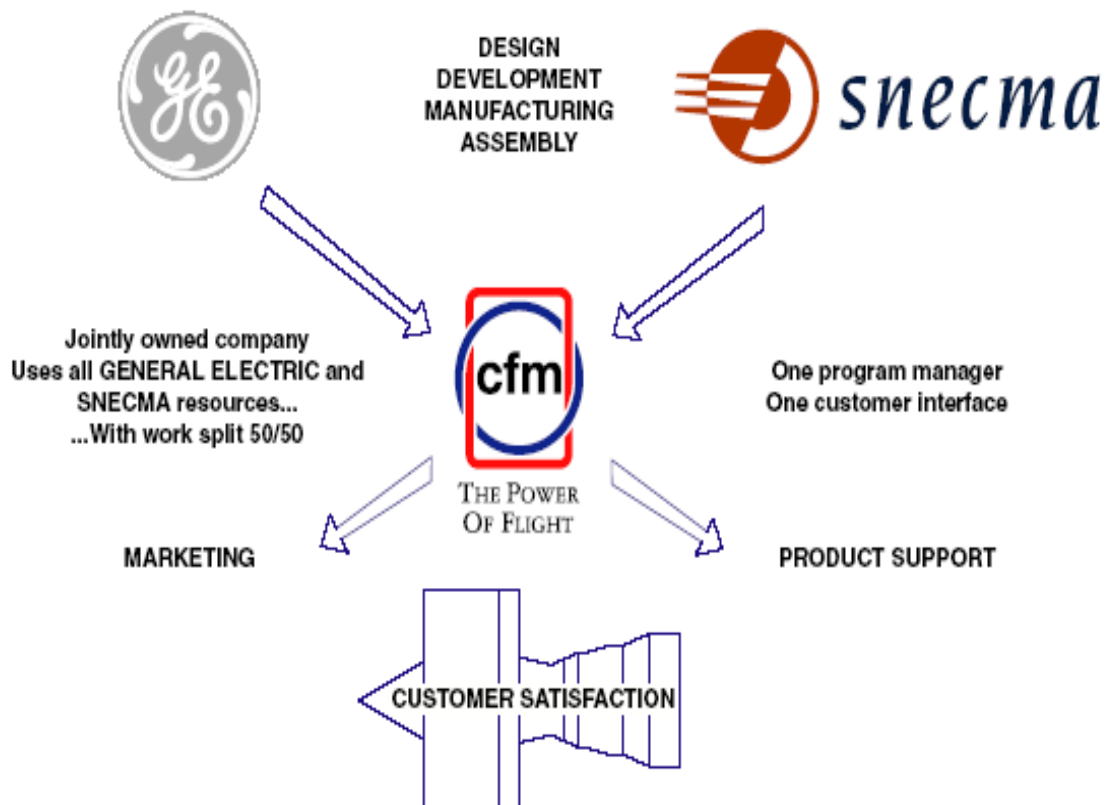 GE
DESIGN
DEVELOPMENT
MANUFACTURING
ASSEMBLY
snecma
Jointly owned company
Uses all GENERAL ELECTRIC and
SNECMA resources...
...With work split 50/50
cfm
THE POWER
OF FLIGHT
One program manager
One customer interface
MARKETING
PRODUCT SUPPORT
CUSTOMER SATISFACTION